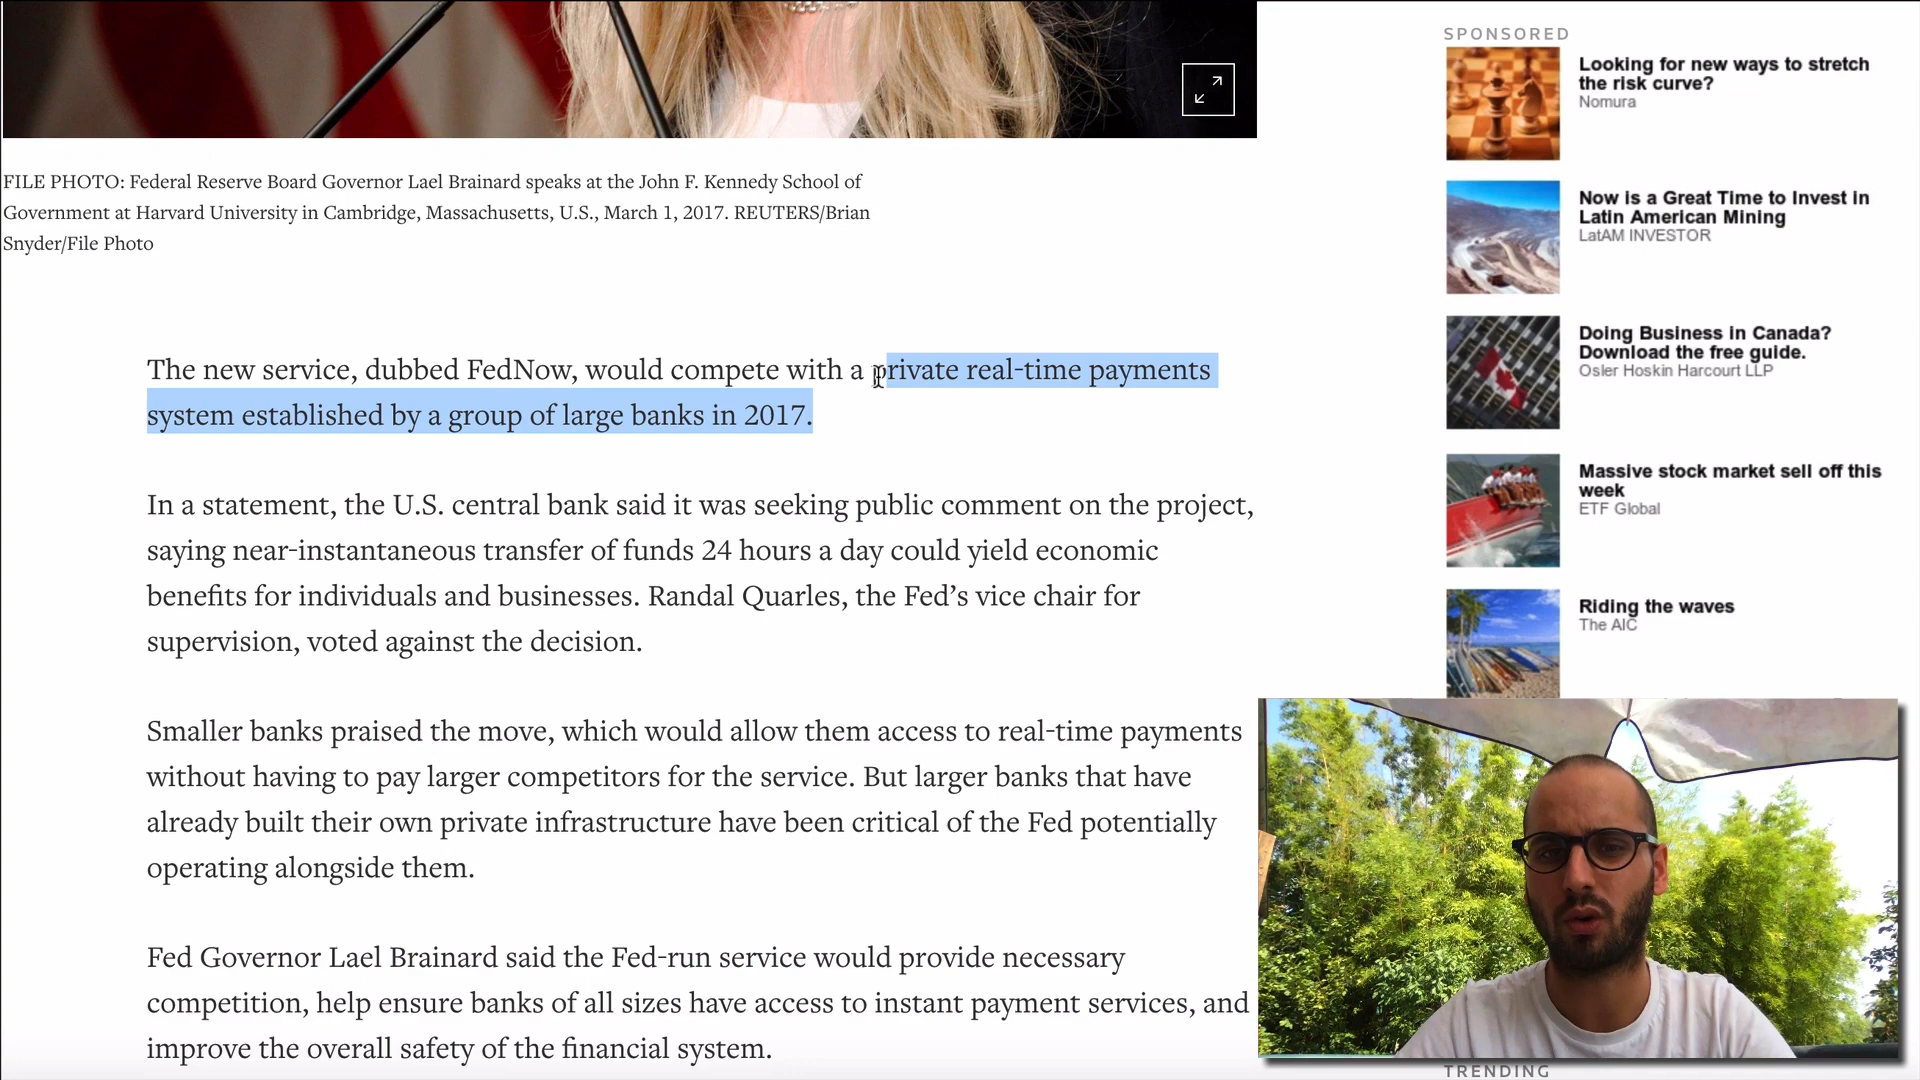 FILE PHOTO: Federal Reserve Board Governor Lael Brainard speaks at the John F. Kennedy School of
Government at Harvard University in Cambridge, Massachusetts, U.S., March 1, 2017. REUTERS/Brian
Snyder/File Photo
The new service, dubbed FedNow, would compete with a private real-time payments
system established by a group of large banks in 2017.
In a statement, the U.S. central bank said it was seeking public comment on the project,
saying near-instantaneous transfer of funds 24 hours a day could yield economic
benefits for individuals and businesses. Randal Quarles, the Fed’s vice chair for
supervision, voted against the decision.
Smaller banks praised the move, which would allow them access to real-time payments
without having to pay larger competitors for the service. But larger banks that have
already built their own private infrastructure have been critical of the Fed potentially
operating alongside them.
Fed Governor Lael Brainard said the Fed-run service would provide necessary
competition, help ensure banks of all sizes have access to instant payment services, and
improve the overall safety of the financial system.
SPONSORED
Looking for new ways to stretch
the risk curve?
Nomura
Now is a Great Time to Invest in
Latin American Mining
LatAM INVESTOR
Doing Business in Canada?
Download the free guide.
Osler Hoskin Harcourt LLP
Massive stock market sell off this
week
ETF Global
Riding the waves
The AIC
TRENDING